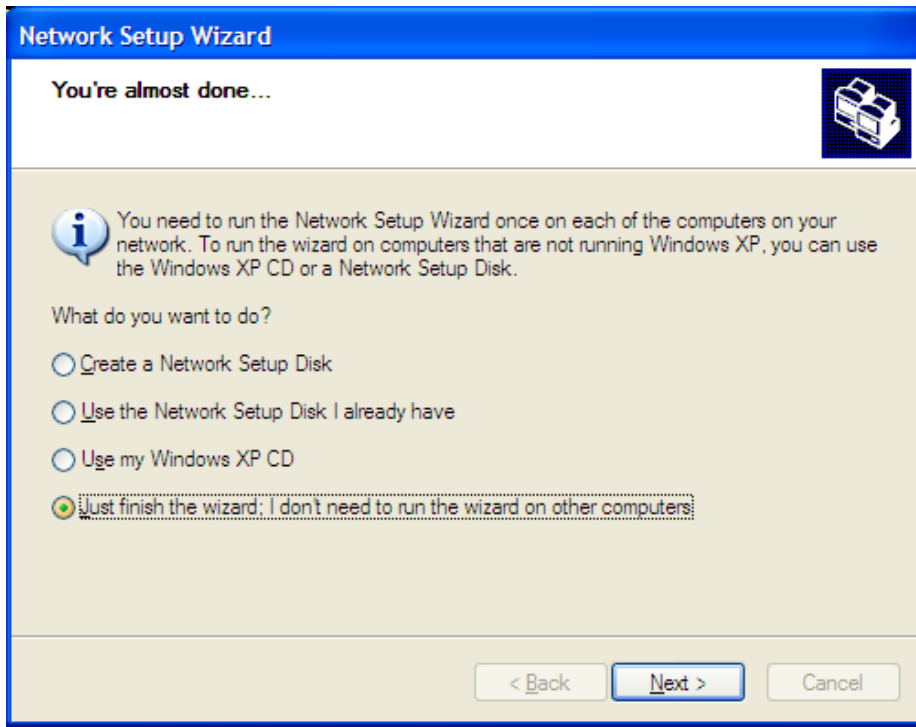 Network Setup Wizard
You're almost done...
You need to run the Network Setup Wizard once on each of the computers on your
network. To run the wizard on computers that are not running Windows XP, you can use
the Windows XP CD or a Network Setup Disk.
What do you want to do?
Create a Network Setup Disk
Use the Network Setup Disk I already have
Use my Windows XP CD
Just finish the wizard; I don't need to run the wizard on other computers
< Back Next > Cancel